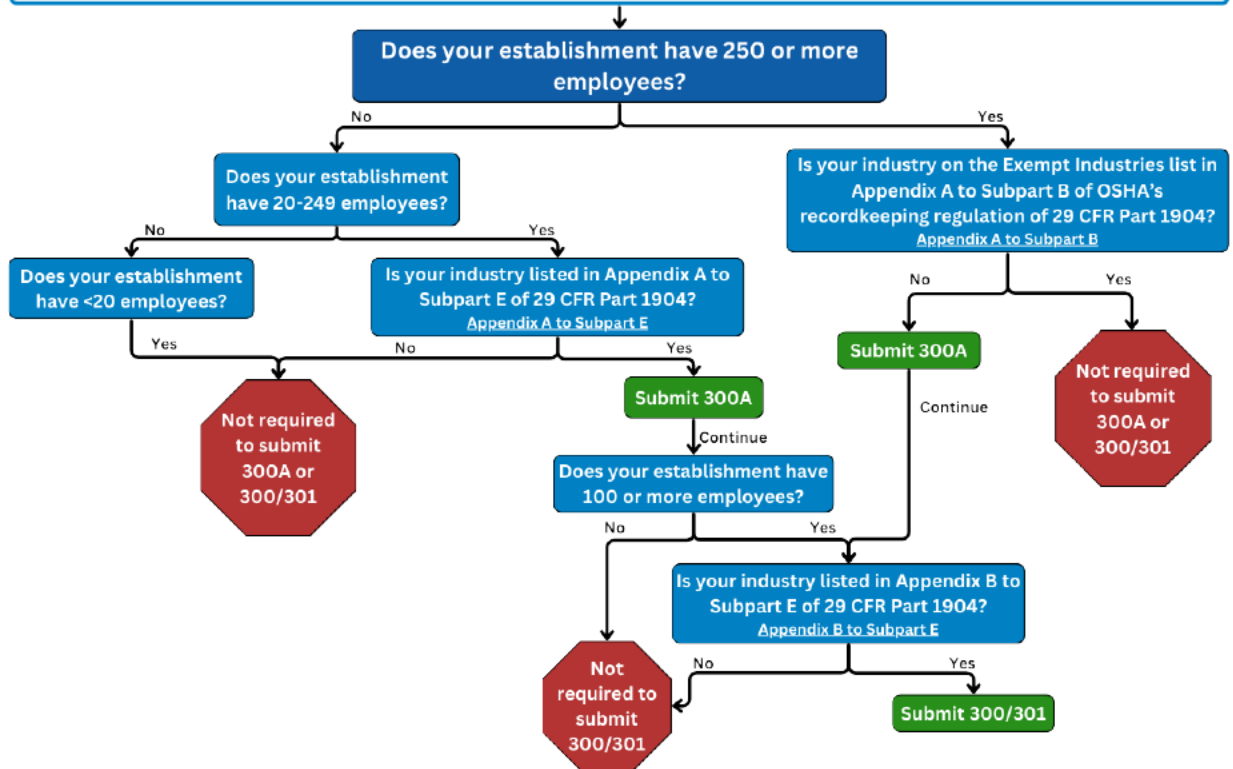 Does your establishment have 250 or more
employees?
No
Yes
Does your establishment
have 20-249 employees?
Is your industry on the Exempt Industries list in
Appendix A to Subpart B of OSHA's
recordkeeping regulation of 29 CFR Part 1904?
Appendix A to Subpart B
No
Yes
Does your establishment
have <20 employees?
Is your industry listed in Appendix A to
Subpart E of 29 CFR Part 1904?
Appendix A to Subpart E
No
Yes
Yes
No
Yes
Submit 300A
Not required
to submit
300A or
300/301
Submit 300A
Continue
Continue
Not required
to submit
300A or
300/301
Does your establishment have
100 or more employees?
No
Yes
Is your industry listed in Appendix B to
Subpart E of 29 CFR Part 1904?
Appendix B to Subpart E
No
Yes
Not
required to
submit
300/301
Submit 300/301